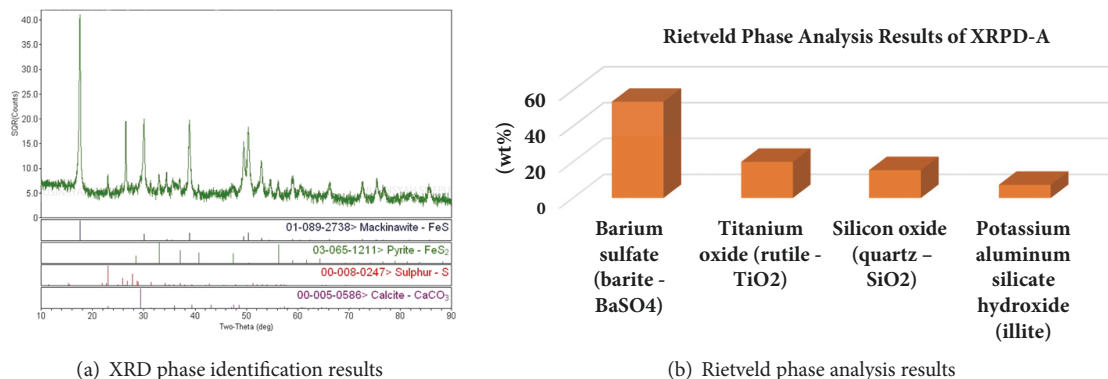 40.0
35.0
30.0
25.0
20.0
15.0
10.0
5.0
0
SQR(Counts)
01-089-2738> Mackinawite - FeS
03-065-1211> Pyrite - FeS₂
00-008-0247> Sulphur - S
00-005-0586> Calcite - CaCO₃
10 20 30 40 50 60 70 80 90
Two-Theta (deg)
(a) XRD phase identification results
Rietveld Phase Analysis Results of XRPD-A
60
40
20
0
(wt%)
Barium
sulfate
(barite -
BaSO4)
Titanium
oxide (rutile -
TiO2)
Silicon oxide
(quartz –
SiO2)
Potassium
aluminum
silicate
hydroxide
(illite)
(b) Rietveld phase analysis results